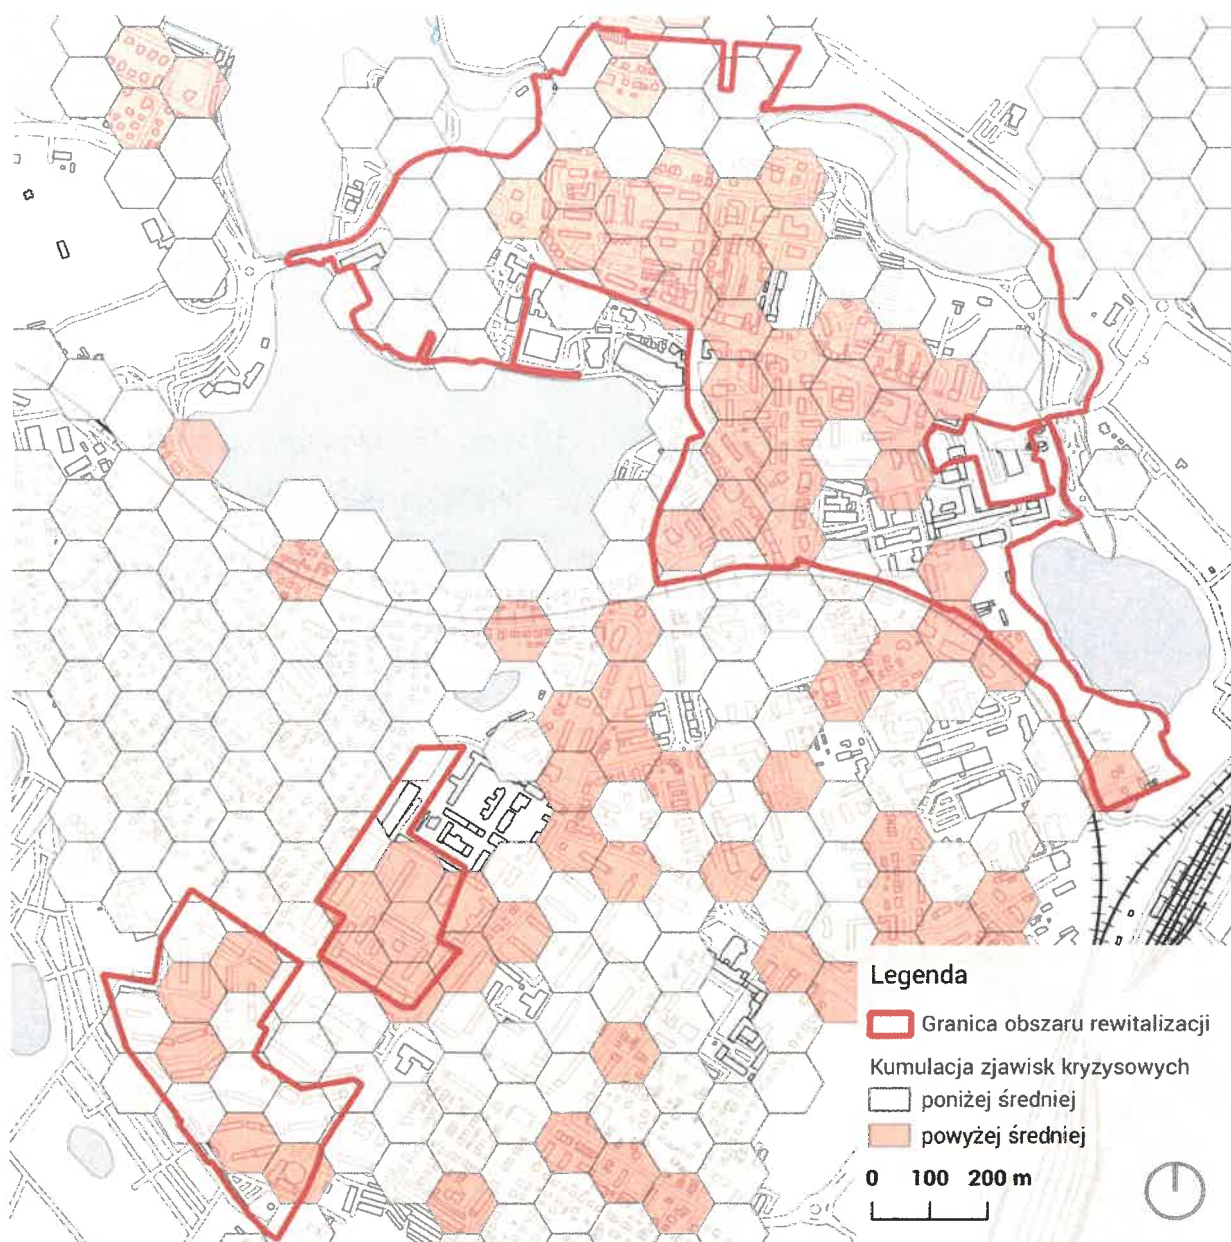 Legenda
Granica obszaru rewitalizacji
Kumulacja zjawisk kryzysowych
poniżej średniej
powyżej średniej
0 100 200 m